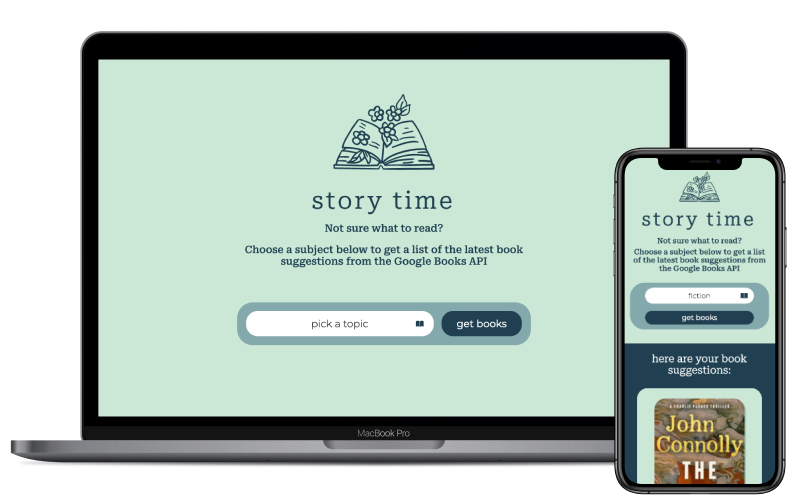 story time
Not sure what to read?
Choose a subject below to get a list of the latest book
suggestions from the Google Books API
pick a topic
get books
MacBook Pro
story time
Not sure what to read?
Choose a subject below to get a list
of the latest book suggestions from
the Google Books API
fiction
get books
here are your book
suggestions:
A CHARLIE PARKER THRILLER
John
Connolly
THE